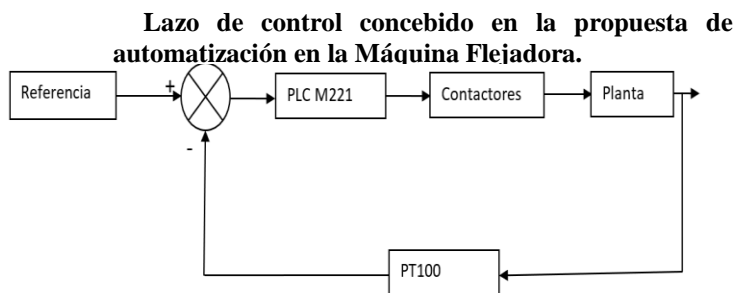 Lazo de control concebido en la propuesta de
automatización en la Máquina Flejadora.
Referencia
+
PLC M221
Contactores
Planta
-
PT100